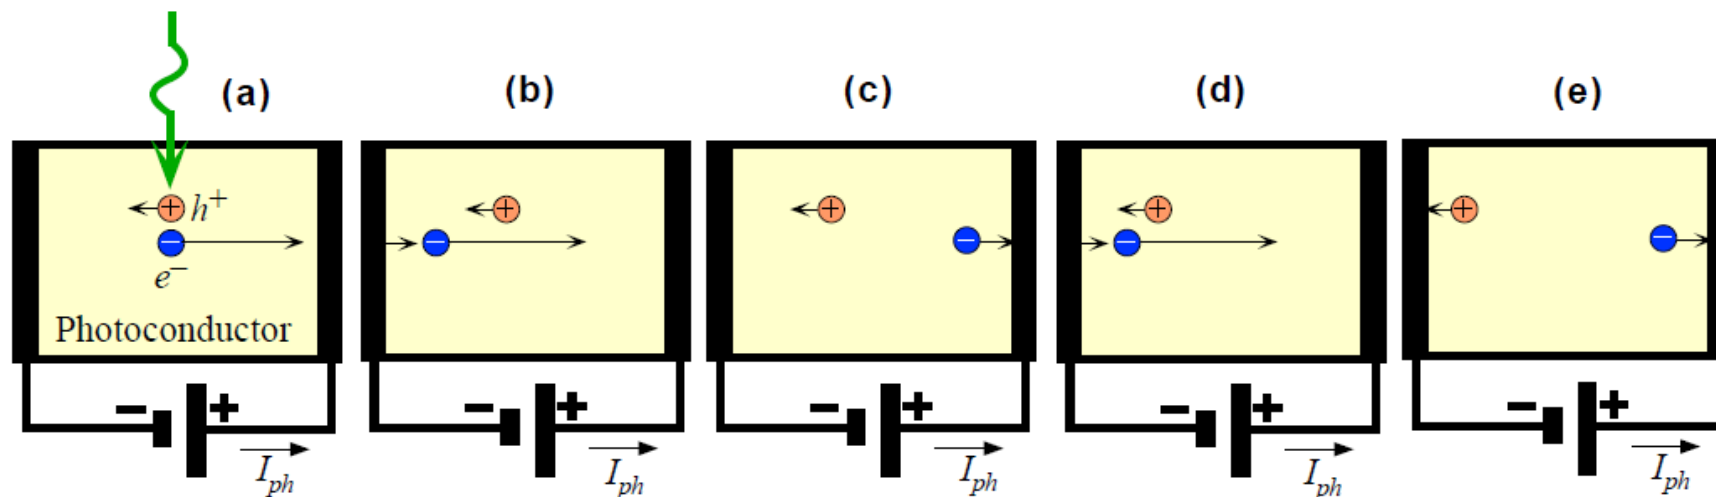 (a) (b) (c) (d) (e)
+ h⁺ + + + +
− e⁻ − − − −
Photoconductor
− + − + − + − + − +
I_ph I_ph I_ph I_ph I_ph